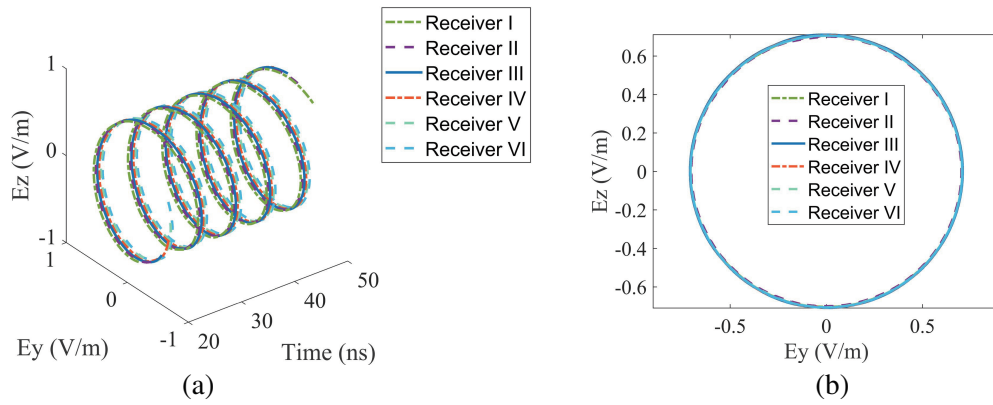 Receiver I
Receiver II
Receiver III
Receiver IV
Receiver V
Receiver VI
1
0
-1
Ez (V/m)
1
0
-1
Ey (V/m)
20
30
40
50
Time (ns)
(a)
0.6
0.4
0.2
0
-0.2
-0.4
-0.6
Ez (V/m)
Receiver I
Receiver II
Receiver III
Receiver IV
Receiver V
Receiver VI
-0.5
0
0.5
Ey (V/m)
(b)